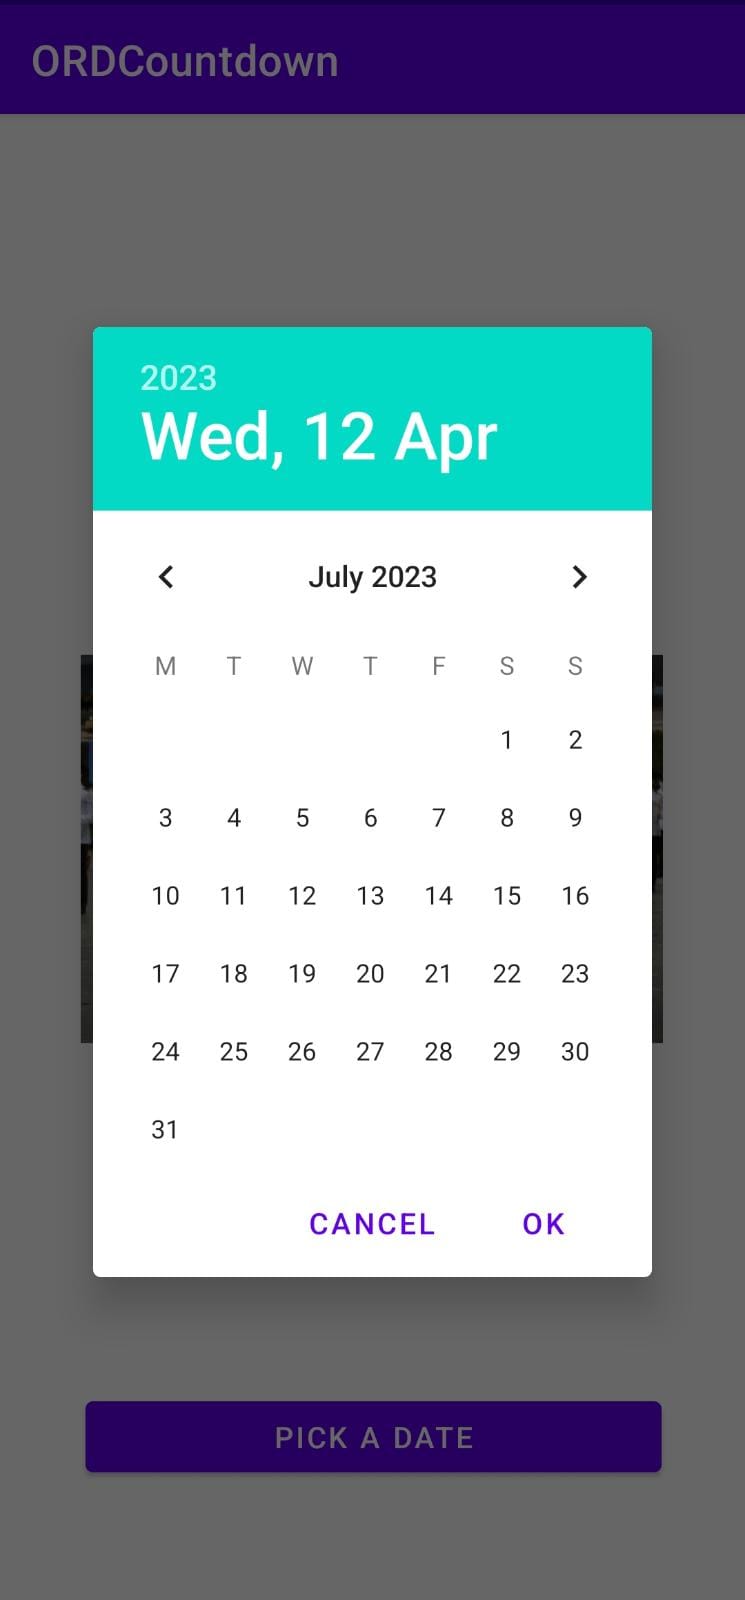 ORDCountdown
2023
Wed, 12 Apr
July 2023
M T W T F S S
1 2
3 4 5 6 7 8 9
10 11 12 13 14 15 16
17 18 19 20 21 22 23
24 25 26 27 28 29 30
31
CANCEL OK
PICK A DATE